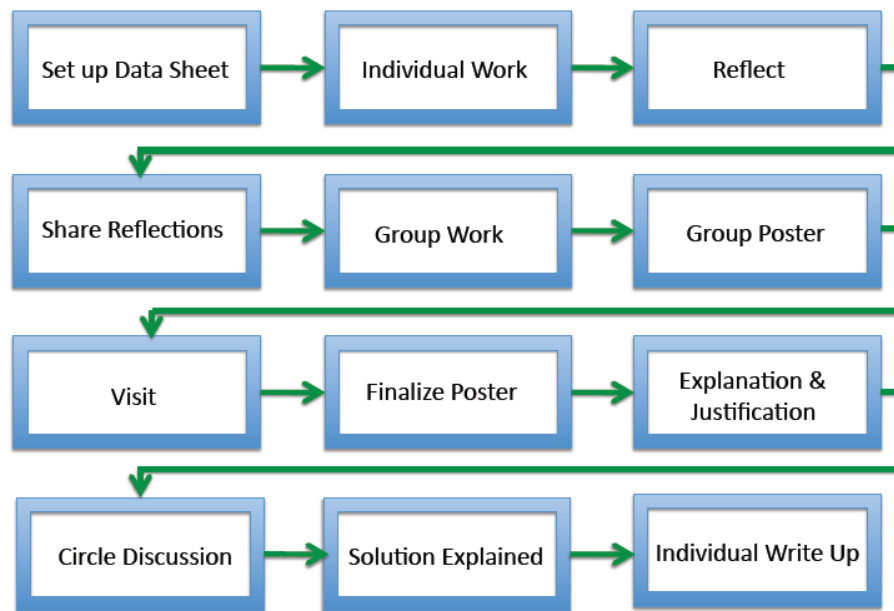 Set up Data Sheet
Individual Work
Reflect
Share Reflections
Group Work
Group Poster
Visit
Finalize Poster
Explanation &
Justification
Circle Discussion
Solution Explained
Individual Write Up